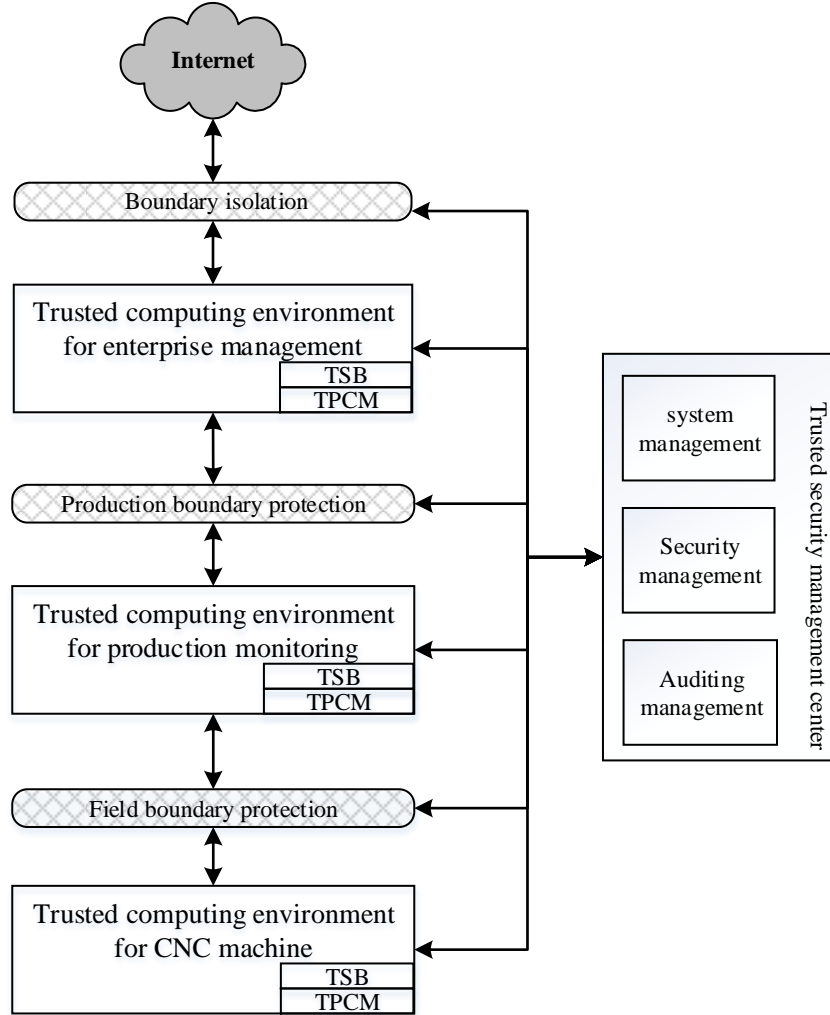 Internet
Boundary isolation
Trusted computing environment
for enterprise management
TSB
TPCM
Production boundary protection
Trusted computing environment
for production monitoring
TSB
TPCM
Field boundary protection
Trusted computing environment
for CNC machine
TSB
TPCM
system
management
Security
management
Auditing
management
Trusted security management center